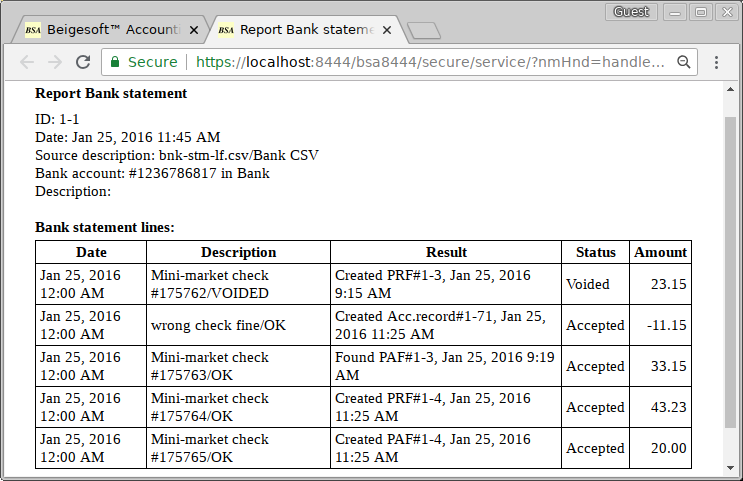 Guest
BSA Beigesoft™ Account
BSA Report Bank stateme
Secure https://localhost:8444/bsa8444/secure/service/?nmHnd=handle...
Report Bank statement
ID: 1-1
Date: Jan 25, 2016 11:45 AM
Source description: bnk-stm-lf.csv/Bank CSV
Bank account: #1236786817 in Bank
Description:
Bank statement lines:
Date Description Result Status Amount
Jan 25, 2016
12:00 AM
Mini-market check
#175762/VOIDED
Created PRF#1-3, Jan 25, 2016
9:15 AM
Voided
23.15
Jan 25, 2016
12:00 AM
wrong check fine/OK
Created Acc.record#1-71, Jan 25,
2016 11:25 AM
Accepted
-11.15
Jan 25, 2016
12:00 AM
Mini-market check
#175763/OK
Found PAF#1-3, Jan 25, 2016 9:19
AM
Accepted
33.15
Jan 25, 2016
12:00 AM
Mini-market check
#175764/OK
Created PRF#1-4, Jan 25, 2016
11:25 AM
Accepted
43.23
Jan 25, 2016
12:00 AM
Mini-market check
#175765/OK
Created PAF#1-4, Jan 25, 2016
11:25 AM
Accepted
20.00